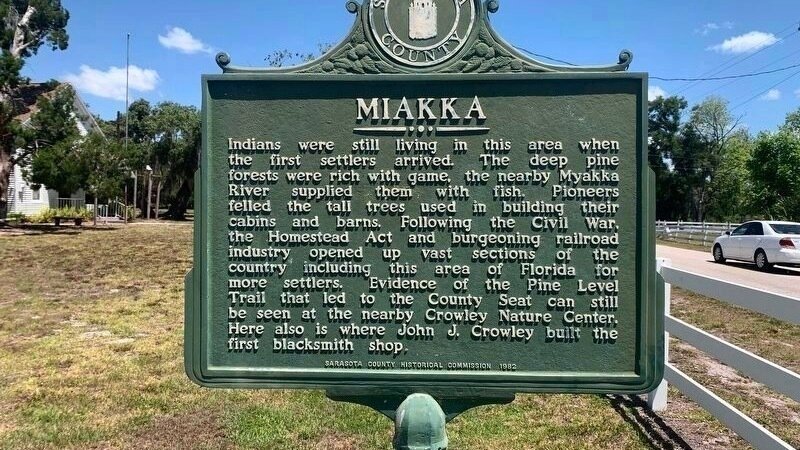 S
COUNTY
MIAKKA
Indians were still living in this area when
the first settlers arrived. The deep pine
forests were rich with game, the nearby Myakka
River supplied them with fish. Pioneers
felled the tall trees used in building their
cabins and barns. Following the Civil War,
the Homestead Act and burgeoning railroad
industry opened up vast sections of the
country including this area of Florida for
more settlers. Evidence of the Pine Level
Trail that led to the County Seat can still
be seen at the nearby Crowley Nature Center.
Here also is where John J. Crowley built the
first blacksmith shop.
SARASOTA COUNTY HISTORICAL COMMISSION 1982